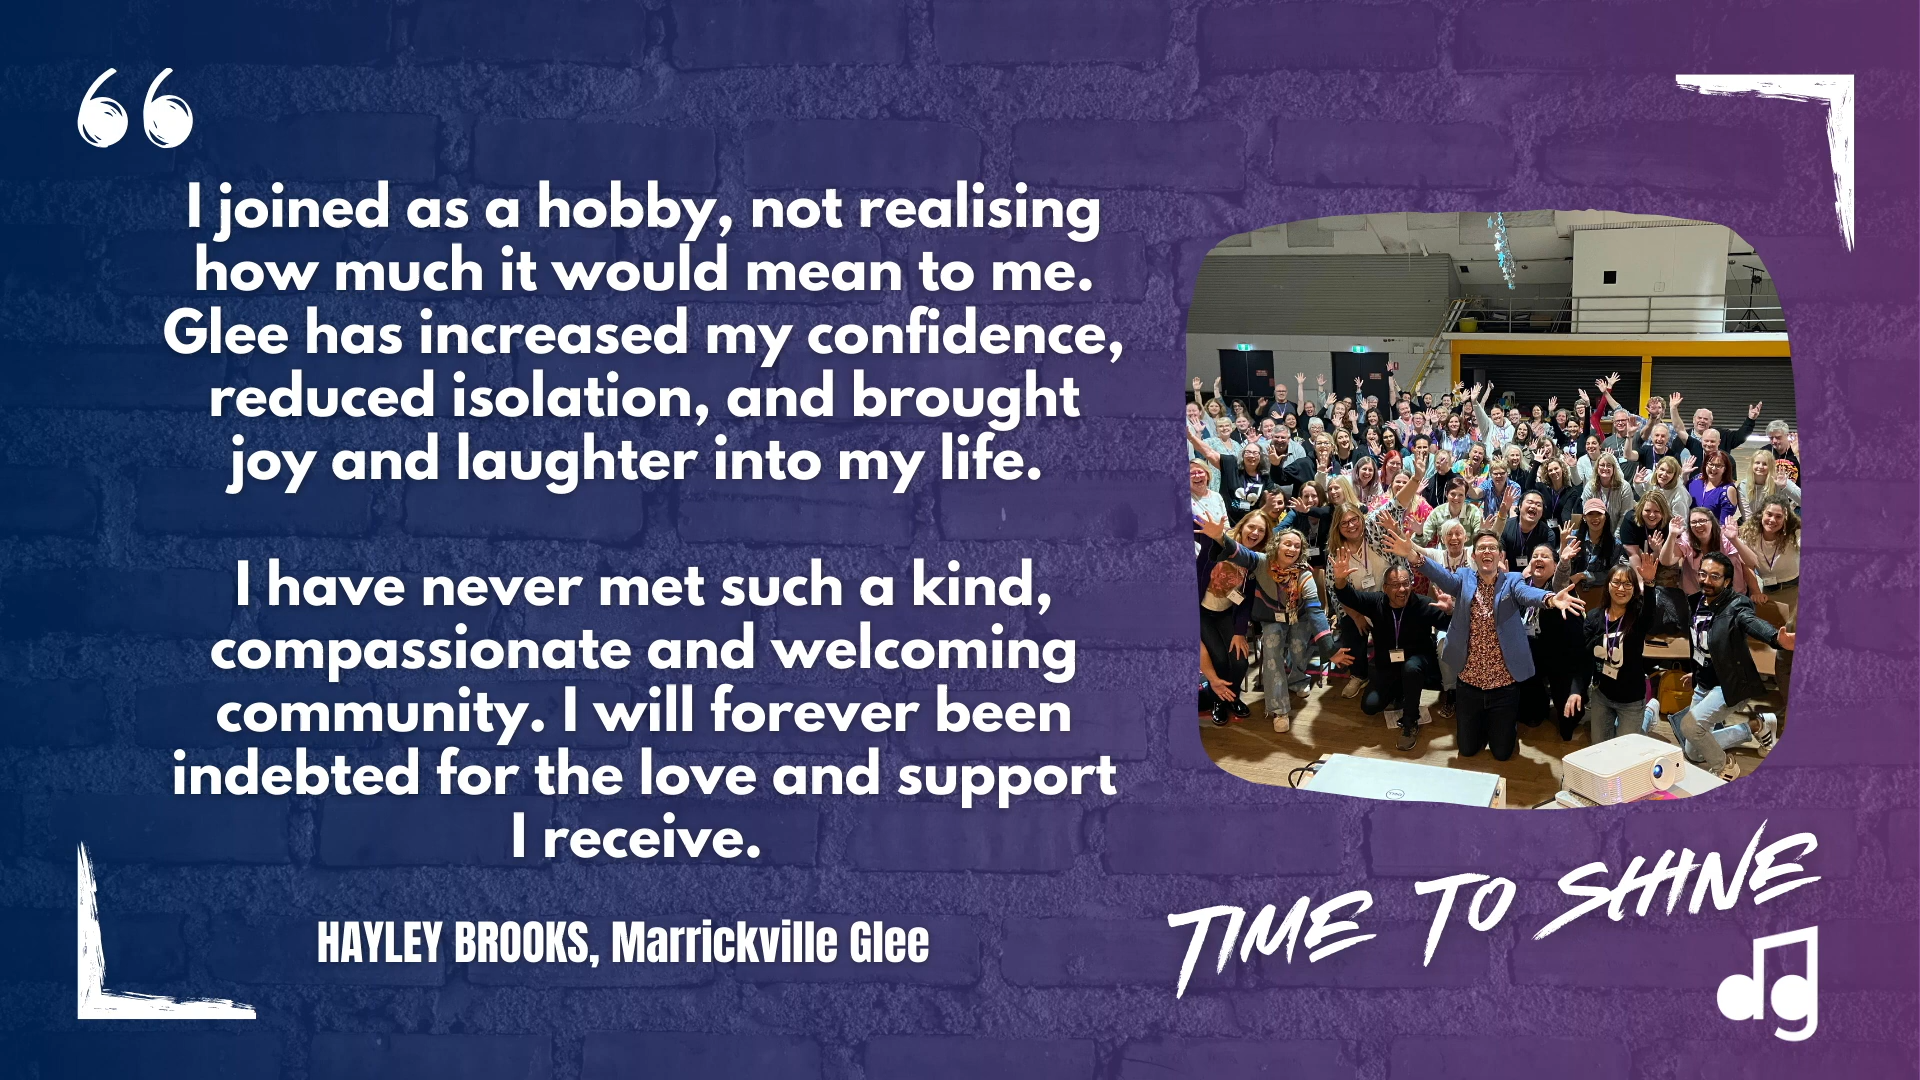 I joined as a hobby, not realising
how much it would mean to me.
Glee has increased my confidence,
reduced isolation, and brought
joy and laughter into my life.
I have never met such a kind,
compassionate and welcoming
community. I will forever been
indebted for the love and support
I receive.
HAYLEY BROOKS, Marrickville Glee
TIME TO SHINE
dg